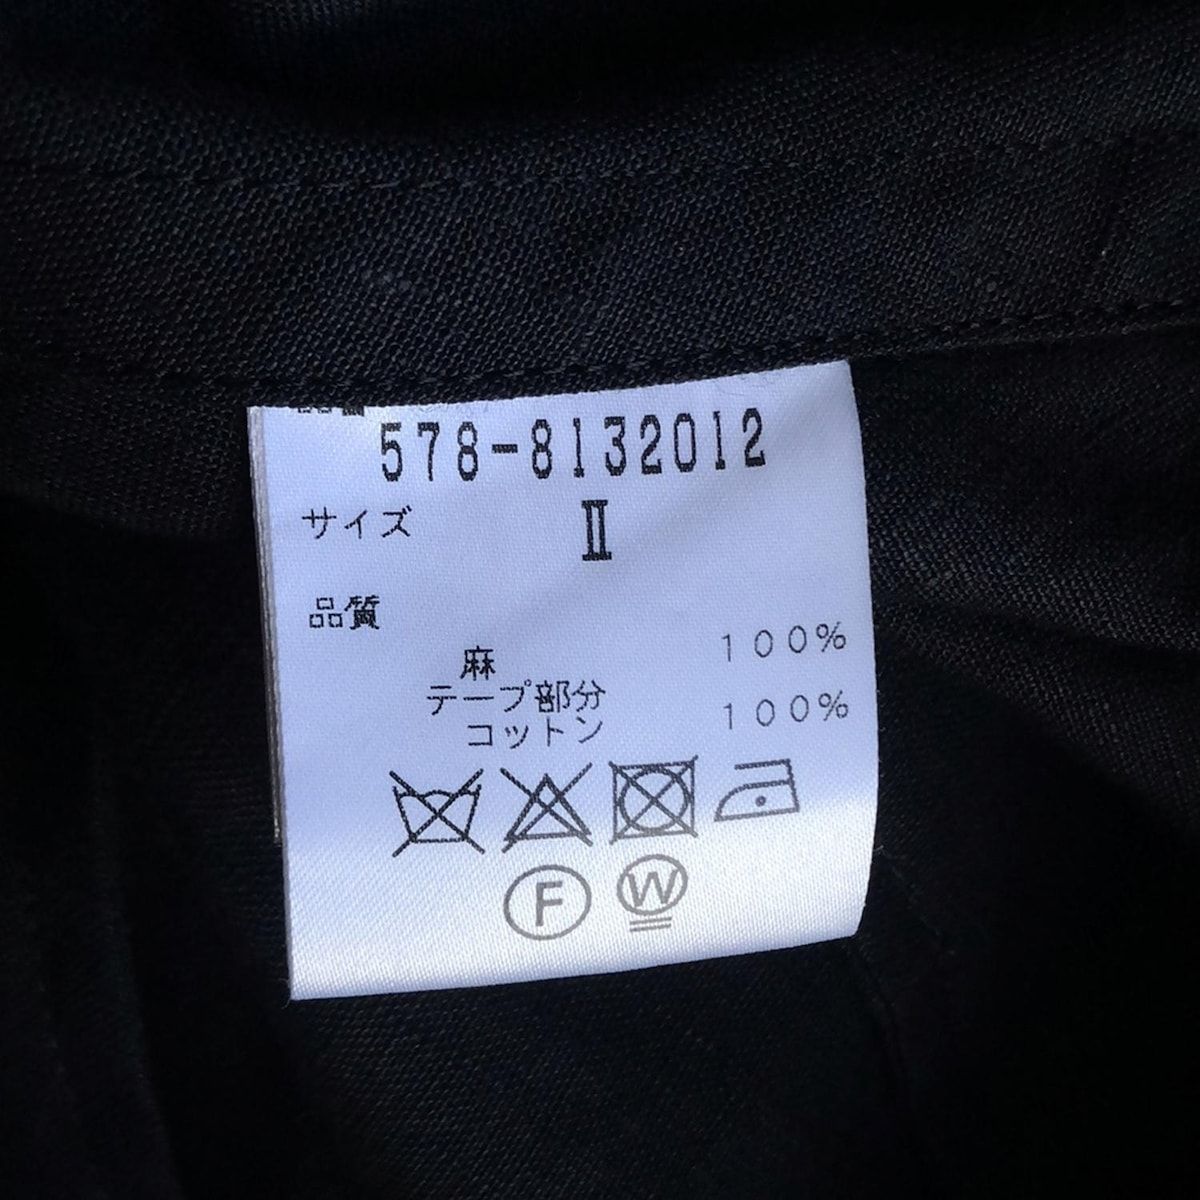 578-8132012
サイズ Ⅱ
品質
麻 100%
テープ部分
コットン 100%
F W